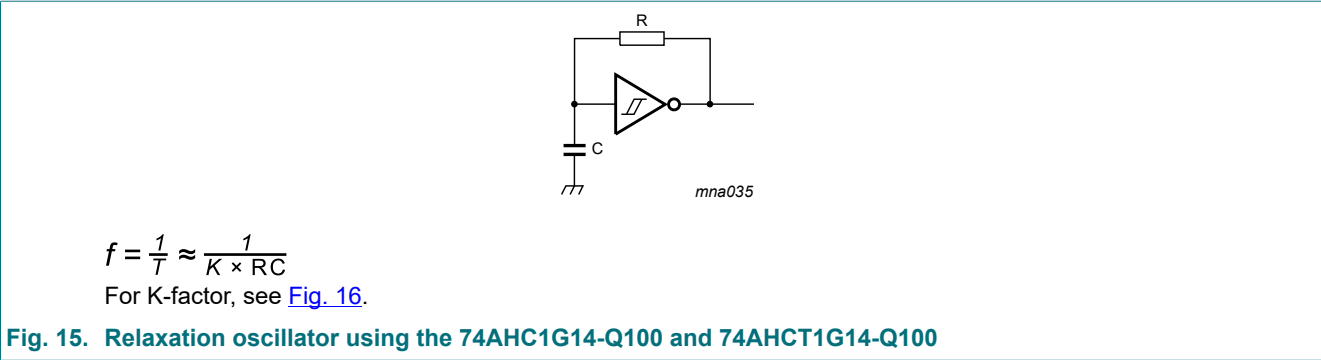 R
C
mna035
f = 1/T ≈ 1/(K × RC)
For K-factor, see Fig. 16.
Fig. 15. Relaxation oscillator using the 74AHC1G14-Q100 and 74AHCT1G14-Q100